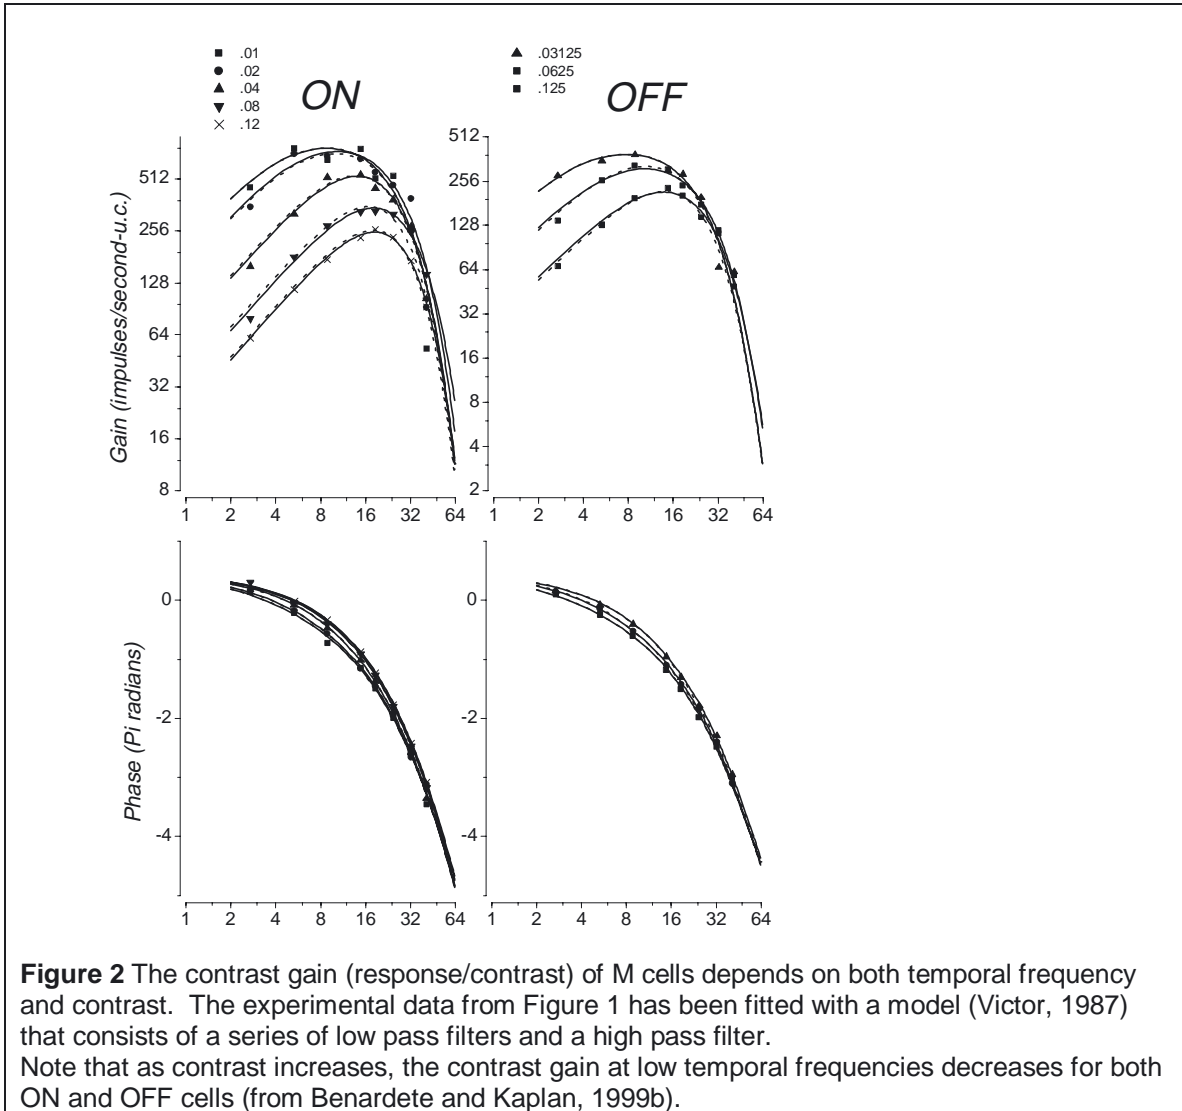 .01
.02
.04
.08
.12
ON
.03125
.0625
.125
OFF
Gain (impulses/second-u.c.)
512
256
128
64
32
16
8
1 2 4 8 16 32 64
512
256
128
64
32
16
8
4
2
1 2 4 8 16 32 64
Phase (Pi radians)
0
-2
-4
1 2 4 8 16 32 64
0
-2
-4
1 2 4 8 16 32 64
Figure 2 The contrast gain (response/contrast) of M cells depends on both temporal frequency
and contrast. The experimental data from Figure 1 has been fitted with a model (Victor, 1987)
that consists of a series of low pass filters and a high pass filter.
Note that as contrast increases, the contrast gain at low temporal frequencies decreases for both
ON and OFF cells (from Benardete and Kaplan, 1999b).